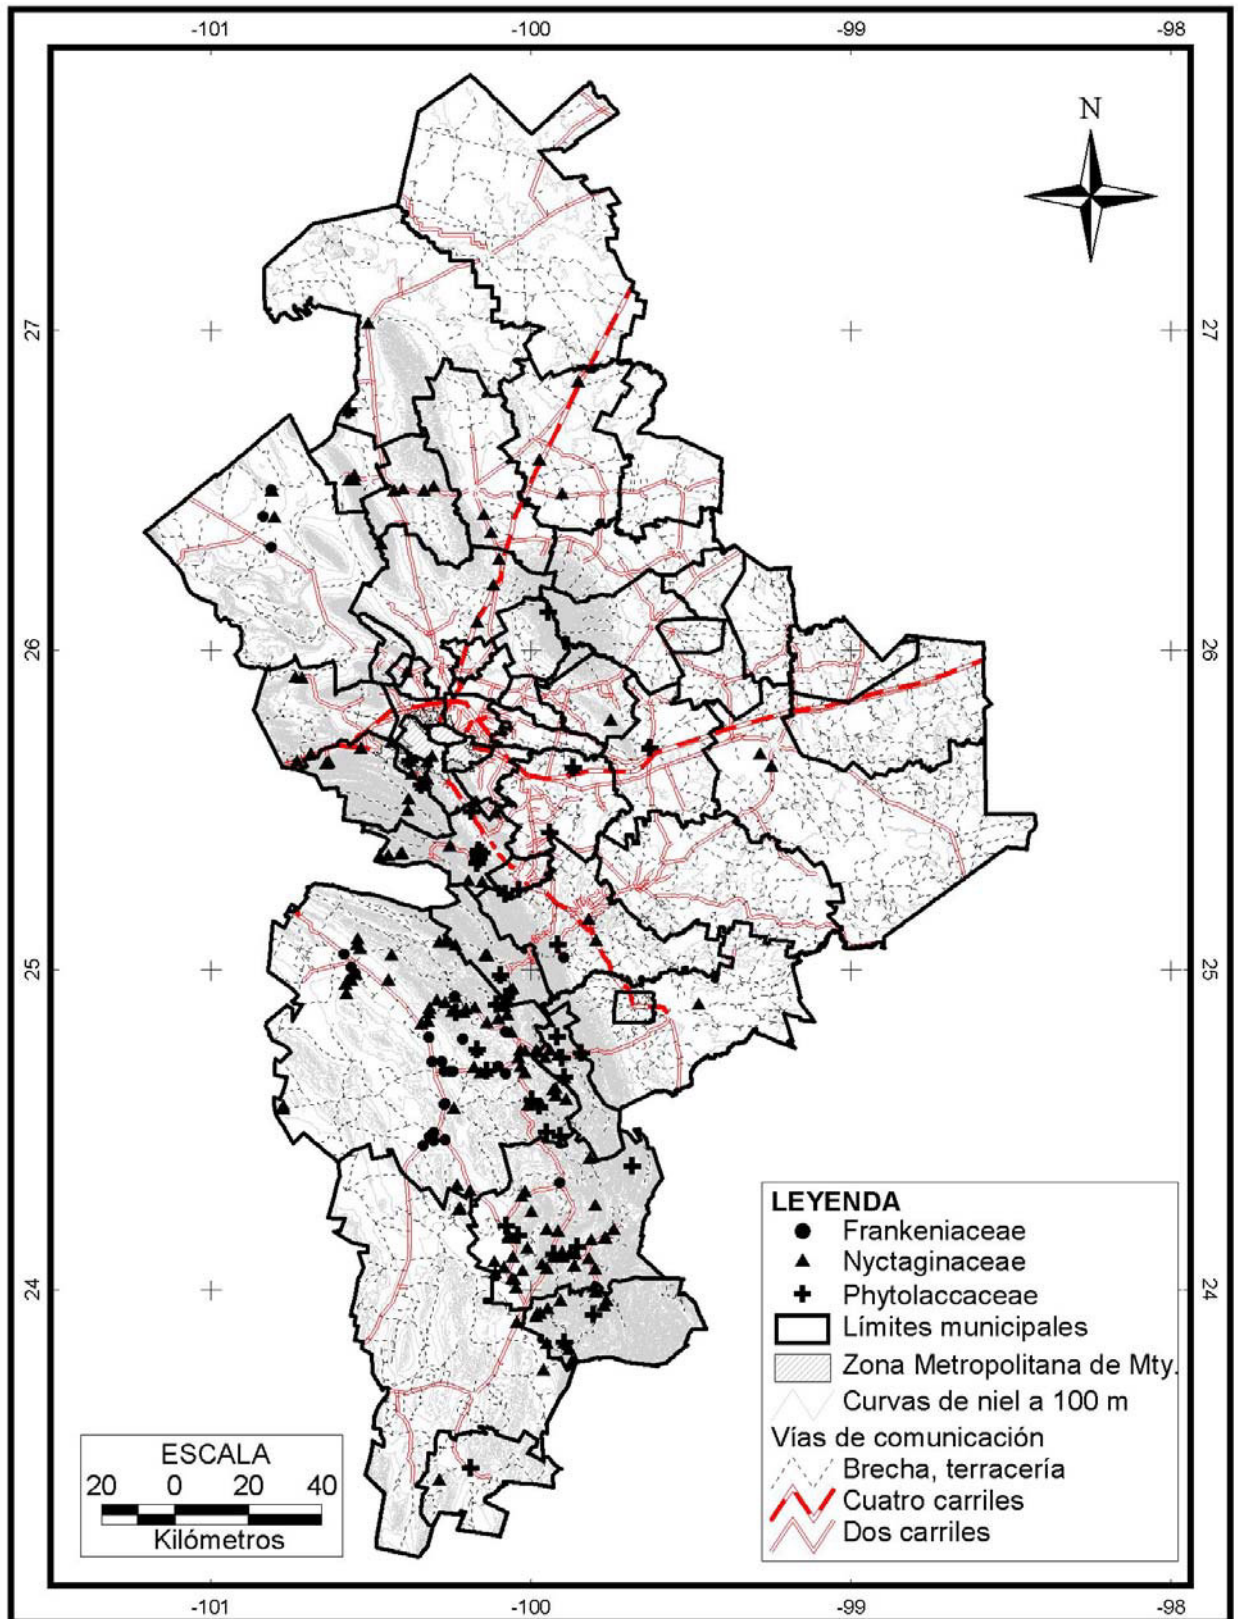 -101 -100 -99 -98
N
27 27
26 26
25 25
24 24
LEYENDA
Frankeniaceae
Nyctaginaceae
Phytolaccaceae
Límites municipales
Zona Metropolitana de Mty.
Curvas de niel a 100 m
Vías de comunicación
Brecha, terracería
Cuatro carriles
Dos carriles
ESCALA
20 0 20 40
Kilómetros
-101 -100 -99 -98